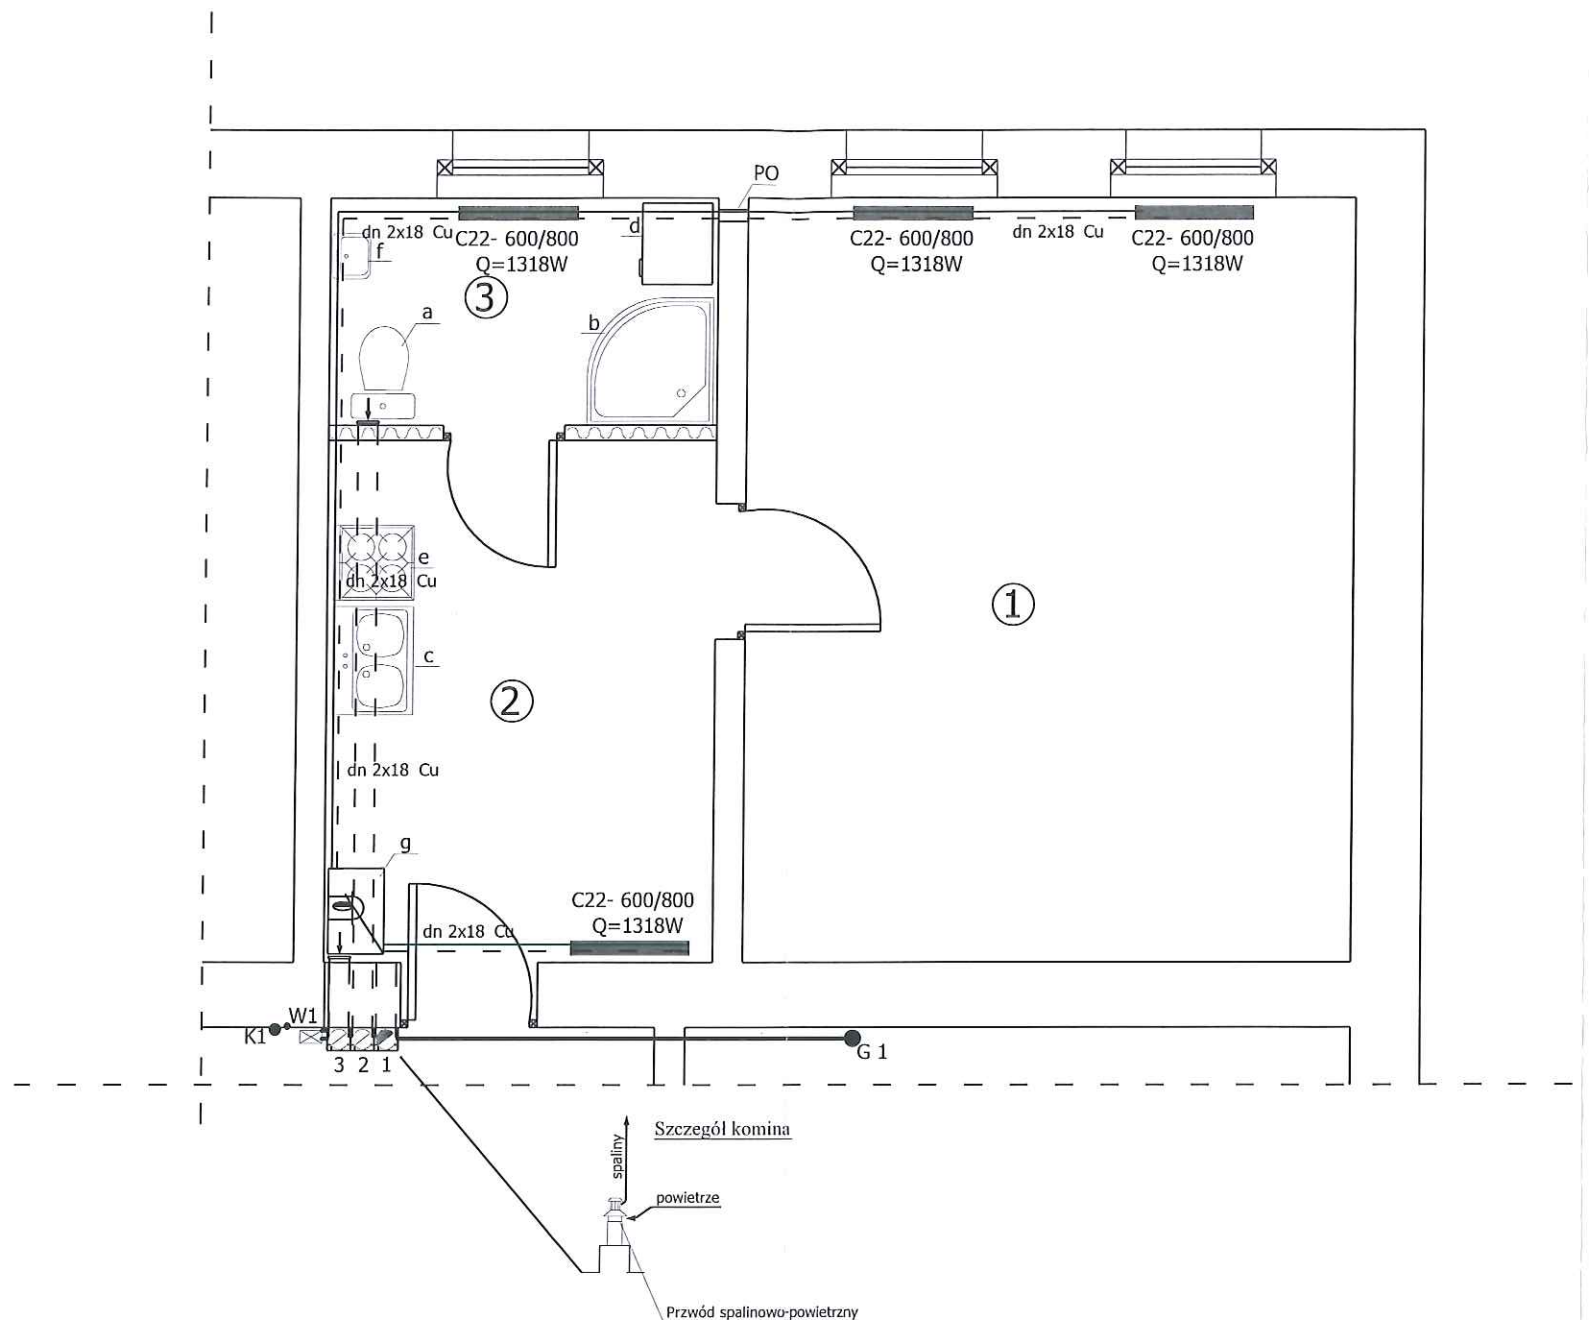 PO
dn 2x18 Cu
C22- 600/800
Q=1318W
d
C22- 600/800
Q=1318W
dn 2x18 Cu
C22- 600/800
Q=1318W
f
3
a
b
e
dn 2x18 Cu
1
c
2
dn 2x18 Cu
g
C22- 600/800
Q=1318W
dn 2x18 Cu
W1
K1
G 1
3 2 1
Szczegół komina
spaliny
powietrze
Przwód spalinowo-powietrzny